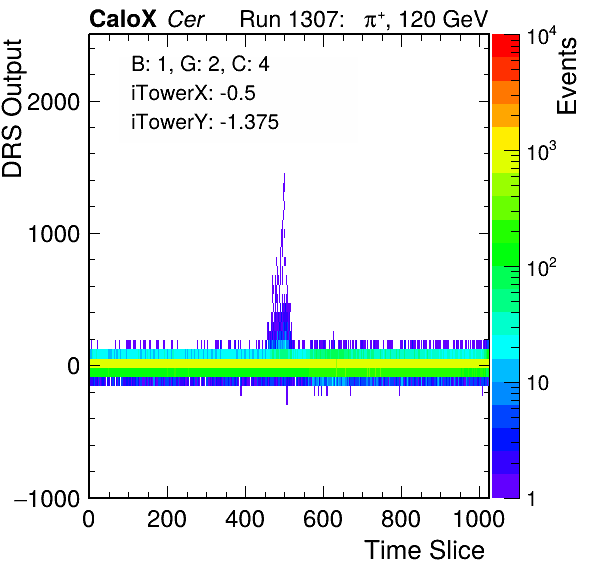 CaloX Cer Run 1307: π⁺, 120 GeV
B: 1, G: 2, C: 4
iTowerX: -0.5
iTowerY: -1.375
DRS Output
2000
1000
0
−1000
0 200 400 600 800 1000
Time Slice
Events
10⁴
10³
10²
10
1